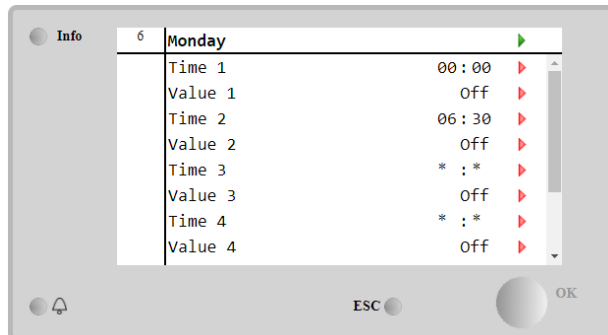 Info
6 Monday
Time 1 00:00
Value 1 Off
Time 2 06:30
Value 2 Off
Time 3 * :*
Value 3 Off
Time 4 * :*
Value 4 Off
ESC
OK